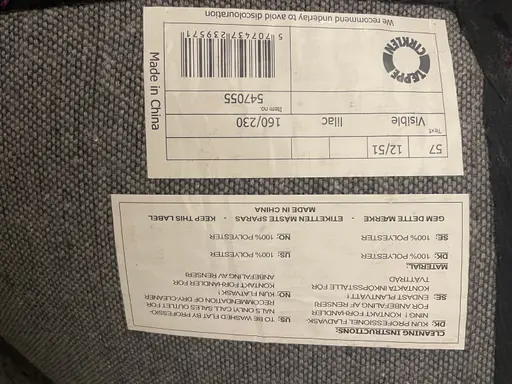 CLEANING INSTRUCTIONS:
DK: KUN PROFESSIONEL FLADVASK-
NING ! KONTAKT FORHANDLER
FOR ANBEFALING AF RENSERI
SE: ENDAST PLANTVÄTT !
KONTAKTA INKÖPSSTÄLLE FOR
TVÄTTRÅD
US: TO BE WASHED FLAT BY PROFESSIO-
NALS ONLY! CALL SALES OUTLET FOR
RECOMMENDATION OF DRY-CLEANER
NO: KUN FLATVASK !
KONTAKT FORHANDLER FOR
ANBEFALING AV RENSERI
MATERIAL:
DK: 100% POLYESTER
US: 100% POLYESTER
SE: 100% POLYESTER
NO: 100% POLYESTER
GEM DETTE MÆRKE - ETIKETTEN MÅSTE SPARAS - KEEP THIS LABEL
MADE IN CHINA
57 12/51
Text
Visible lilac 160/230
Item no.
547055
TÆPPE CIRKLEN
5 707437 239571
We recommend underlay to avoid discolouration
Made in China